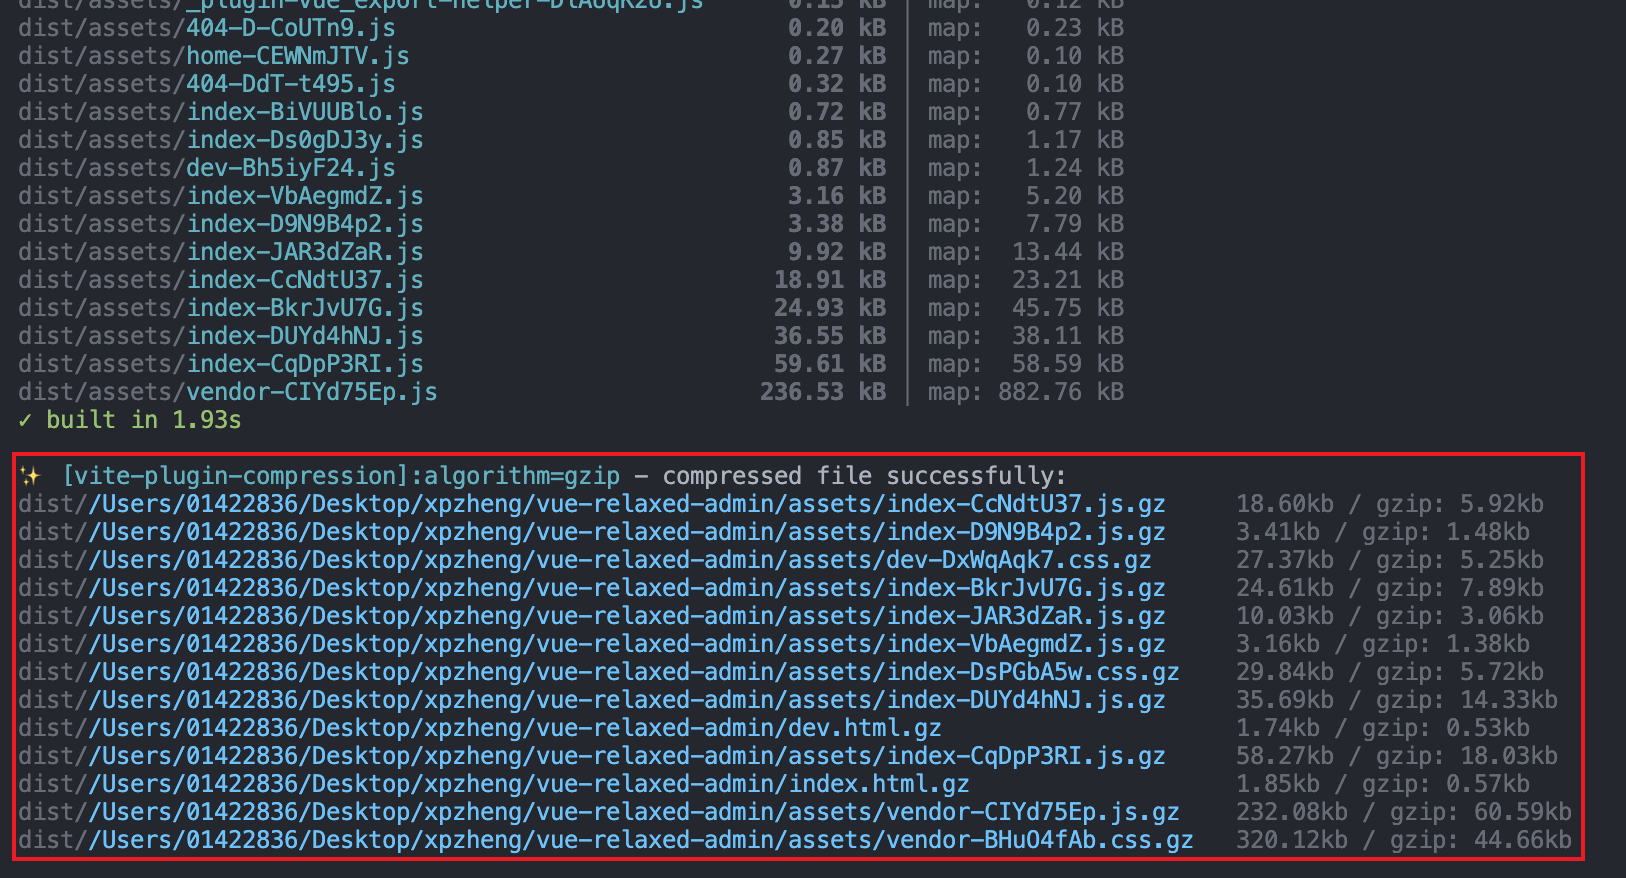 dist/assets/404-D-CoUTn9.js 0.20 kB │ map: 0.23 kB
dist/assets/home-CEWNmJTV.js 0.27 kB │ map: 0.10 kB
dist/assets/404-DdT-t495.js 0.32 kB │ map: 0.10 kB
dist/assets/index-BiVUUBlo.js 0.72 kB │ map: 0.77 kB
dist/assets/index-Ds0gDJ3y.js 0.85 kB │ map: 1.17 kB
dist/assets/dev-Bh5iyF24.js 0.87 kB │ map: 1.24 kB
dist/assets/index-VbAegmdZ.js 3.16 kB │ map: 5.20 kB
dist/assets/index-D9N9B4p2.js 3.38 kB │ map: 7.79 kB
dist/assets/index-JAR3dZaR.js 9.92 kB │ map: 13.44 kB
dist/assets/index-CcNdtU37.js 18.91 kB │ map: 23.21 kB
dist/assets/index-BkrJvU7G.js 24.93 kB │ map: 45.75 kB
dist/assets/index-DUYd4hNJ.js 36.55 kB │ map: 38.11 kB
dist/assets/index-CqDpP3RI.js 59.61 kB │ map: 58.59 kB
dist/assets/vendor-CIYd75Ep.js 236.53 kB │ map: 882.76 kB
✓ built in 1.93s
✨ [vite-plugin-compression]:algorithm=gzip - compressed file successfully:
dist//Users/01422836/Desktop/xpzheng/vue-relaxed-admin/assets/index-CcNdtU37.js.gz 18.60kb / gzip: 5.92kb
dist//Users/01422836/Desktop/xpzheng/vue-relaxed-admin/assets/index-D9N9B4p2.js.gz 3.41kb / gzip: 1.48kb
dist//Users/01422836/Desktop/xpzheng/vue-relaxed-admin/assets/dev-DxWqAqk7.css.gz 27.37kb / gzip: 5.25kb
dist//Users/01422836/Desktop/xpzheng/vue-relaxed-admin/assets/index-BkrJvU7G.js.gz 24.61kb / gzip: 7.89kb
dist//Users/01422836/Desktop/xpzheng/vue-relaxed-admin/assets/index-JAR3dZaR.js.gz 10.03kb / gzip: 3.06kb
dist//Users/01422836/Desktop/xpzheng/vue-relaxed-admin/assets/index-VbAegmdZ.js.gz 3.16kb / gzip: 1.38kb
dist//Users/01422836/Desktop/xpzheng/vue-relaxed-admin/assets/index-DsPGbA5w.css.gz 29.84kb / gzip: 5.72kb
dist//Users/01422836/Desktop/xpzheng/vue-relaxed-admin/assets/index-DUYd4hNJ.js.gz 35.69kb / gzip: 14.33kb
dist//Users/01422836/Desktop/xpzheng/vue-relaxed-admin/dev.html.gz 1.74kb / gzip: 0.53kb
dist//Users/01422836/Desktop/xpzheng/vue-relaxed-admin/assets/index-CqDpP3RI.js.gz 58.27kb / gzip: 18.03kb
dist//Users/01422836/Desktop/xpzheng/vue-relaxed-admin/index.html.gz 1.85kb / gzip: 0.57kb
dist//Users/01422836/Desktop/xpzheng/vue-relaxed-admin/assets/vendor-CIYd75Ep.js.gz 232.08kb / gzip: 60.59kb
dist//Users/01422836/Desktop/xpzheng/vue-relaxed-admin/assets/vendor-BHuO4fAb.css.gz 320.12kb / gzip: 44.66kb